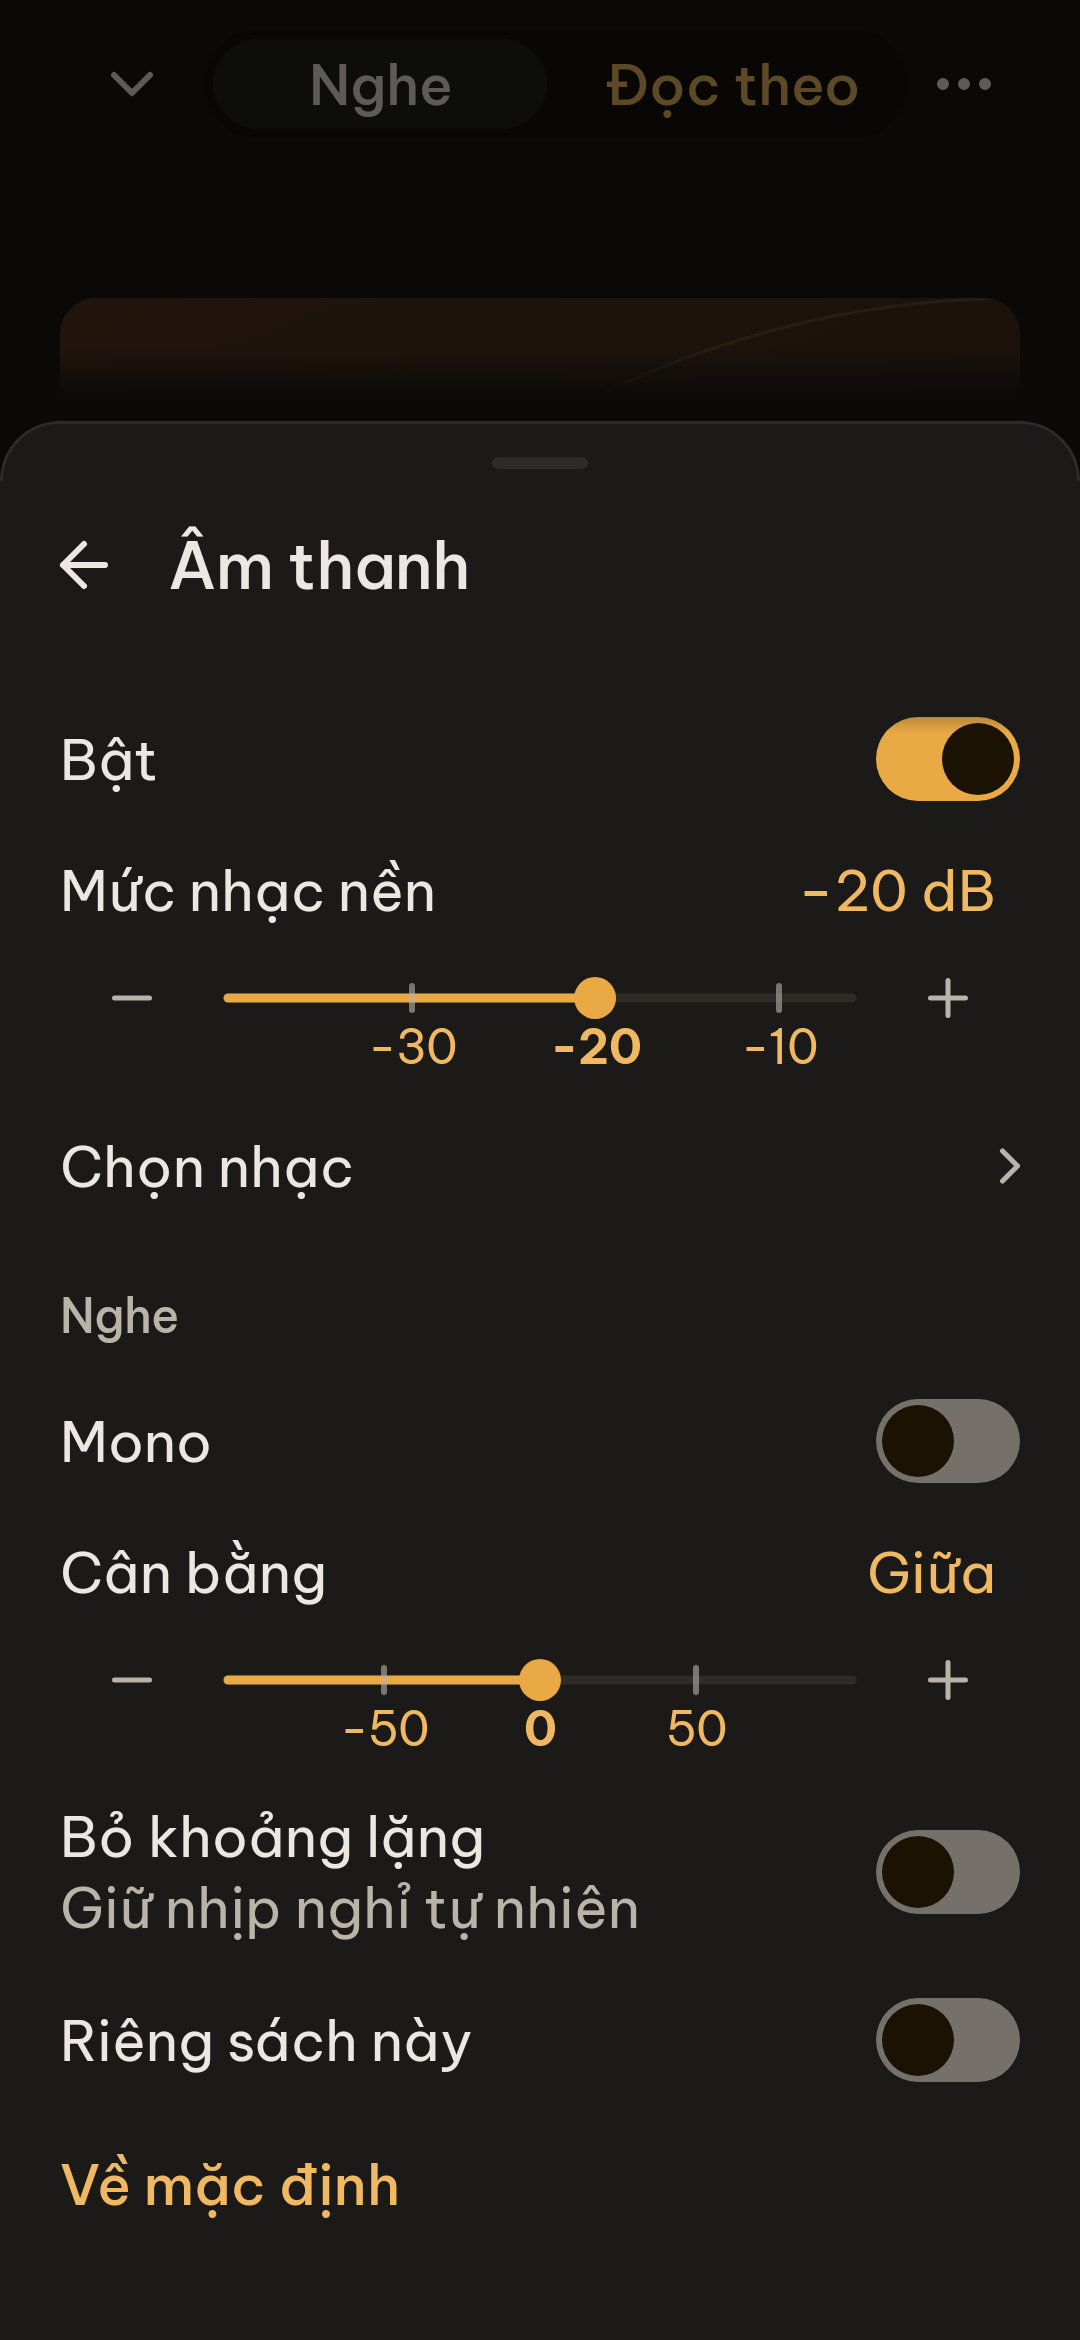 Nghe Đọc theo
Âm thanh
Bật
Mức nhạc nền -20 dB
-30 -20 -10
Chọn nhạc
Nghe
Mono
Cân bằng Giữa
-50 0 50
Bỏ khoảng lặng
Giữ nhịp nghỉ tự nhiên
Riêng sách này
Về mặc định